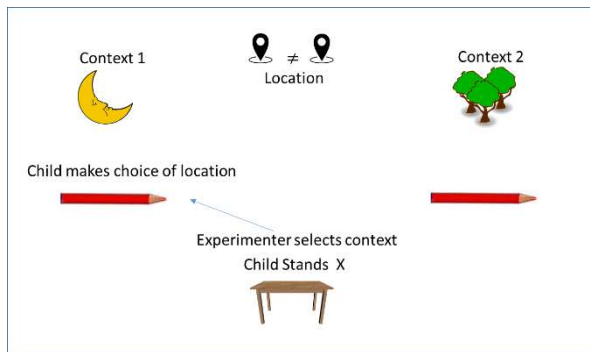 Context 1
≠
Location
Context 2
Child makes choice of location
Experimenter selects context
Child Stands X